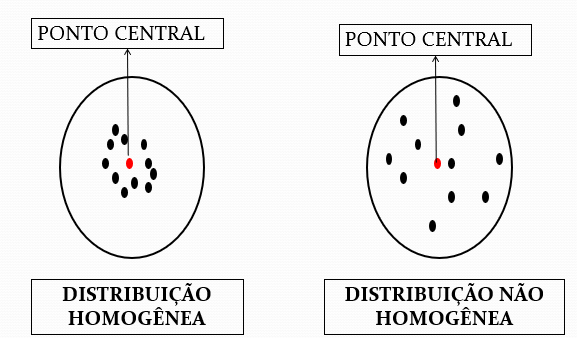 PONTO CENTRAL
PONTO CENTRAL
DISTRIBUIÇÃO
HOMOGÊNEA
DISTRIBUIÇÃO NÃO
HOMOGÊNEA